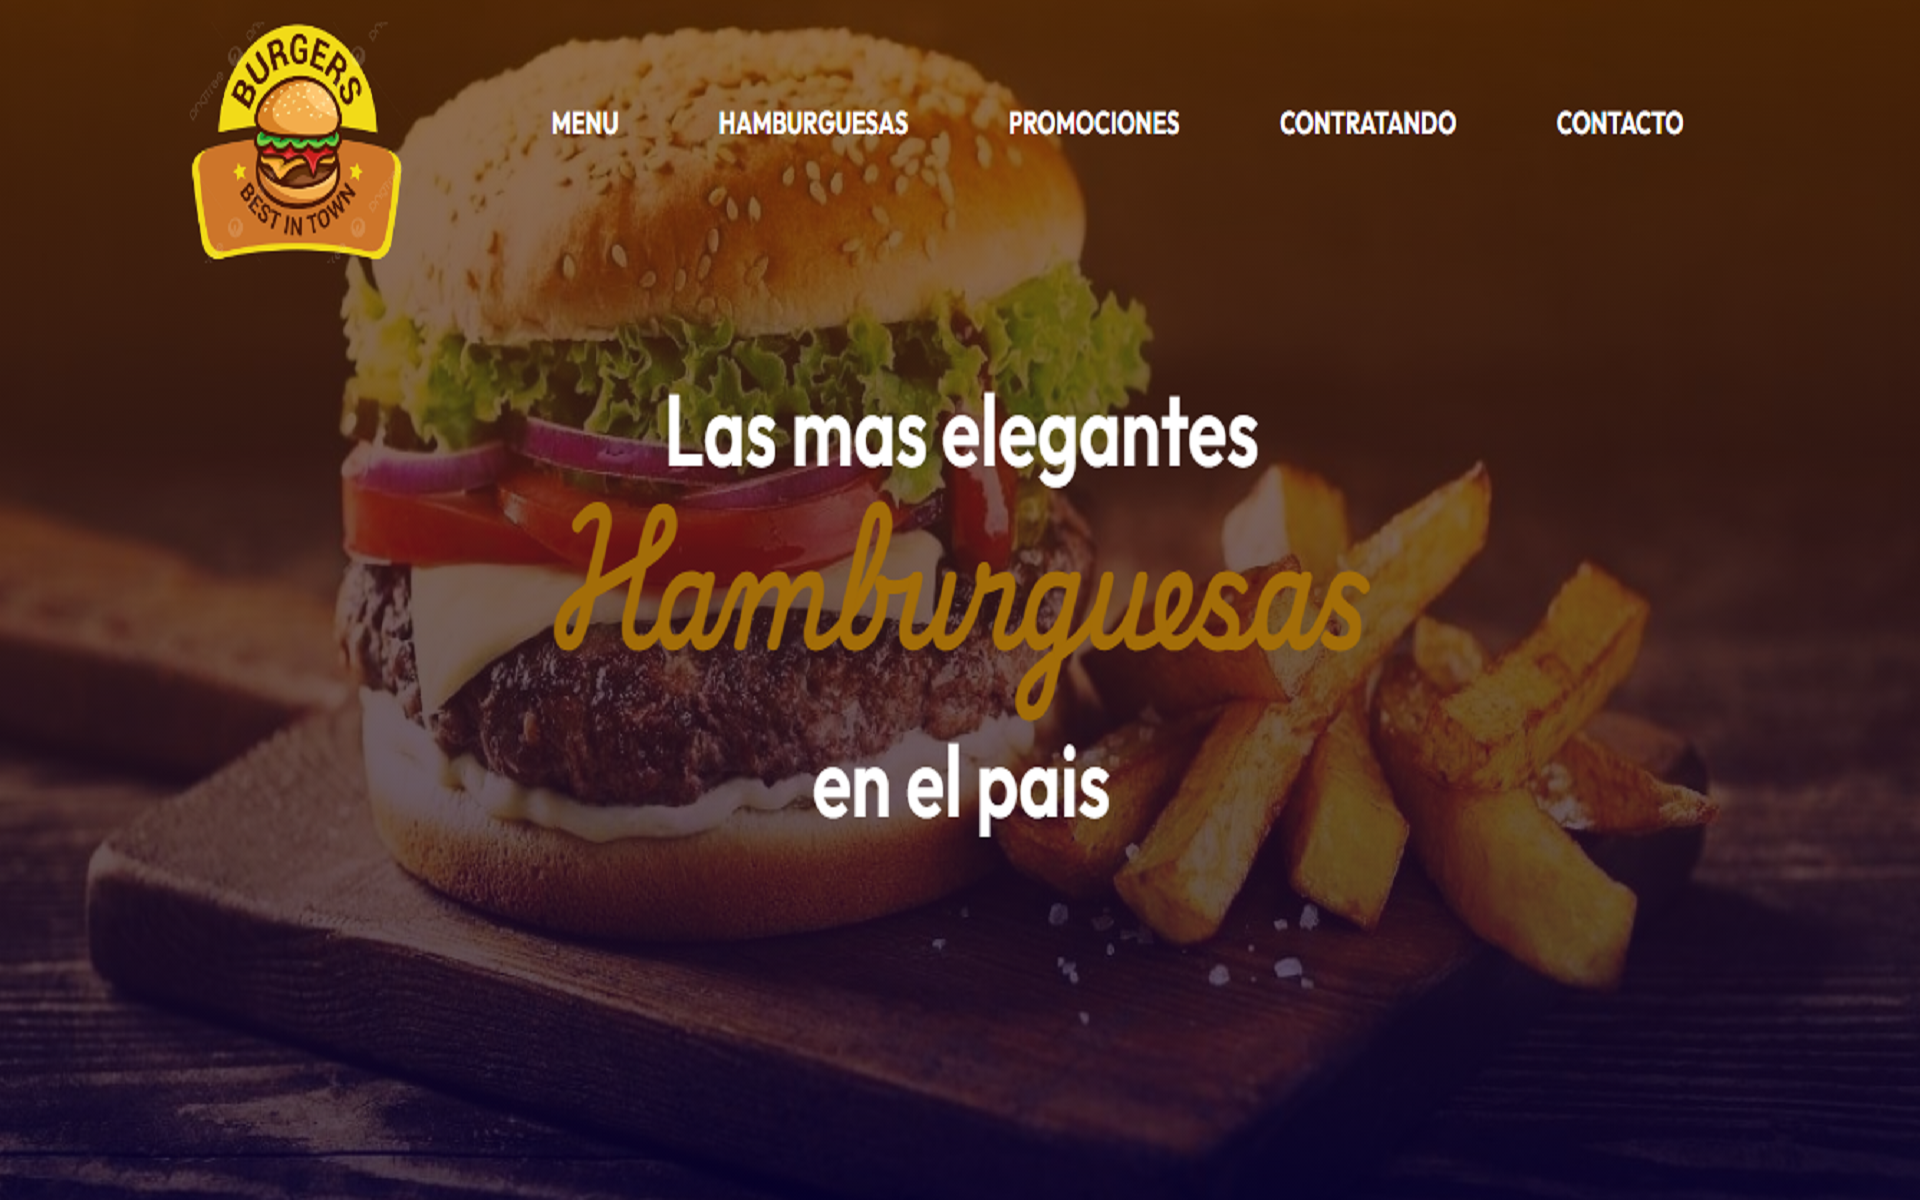 BURGERS
BEST IN TOWN
MENU HAMBURGUESAS PROMOCIONES CONTRATANDO CONTACTO
Las mas elegantes
Hamburguesas
en el pais